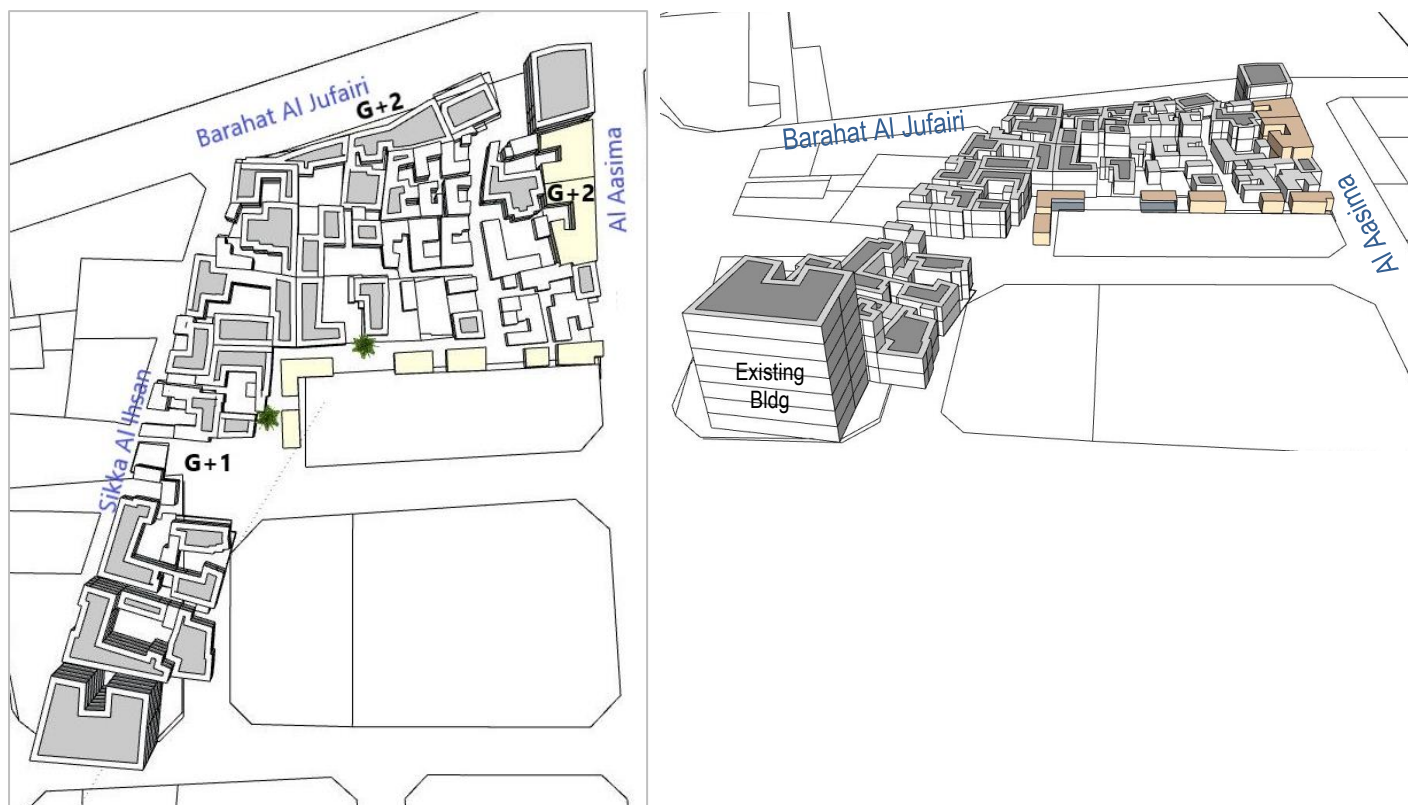 Barahat Al Jufairi
G+2
Al Aasima
G+2
Sikka Al Ihsan
G+1
Barahat Al Jufairi
Al Aasima
Existing
Bldg